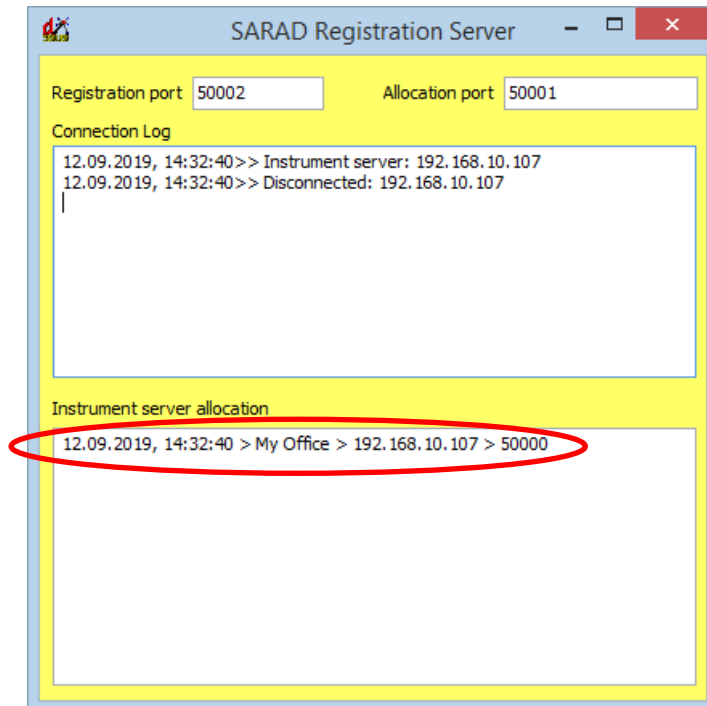 SARAD Registration Server
Registration port 50002 Allocation port 50001
Connection Log
12.09.2019, 14:32:40>> Instrument server: 192.168.10.107
12.09.2019, 14:32:40>> Disconnected: 192.168.10.107
Instrument server allocation
12.09.2019, 14:32:40 > My Office > 192.168.10.107 > 50000